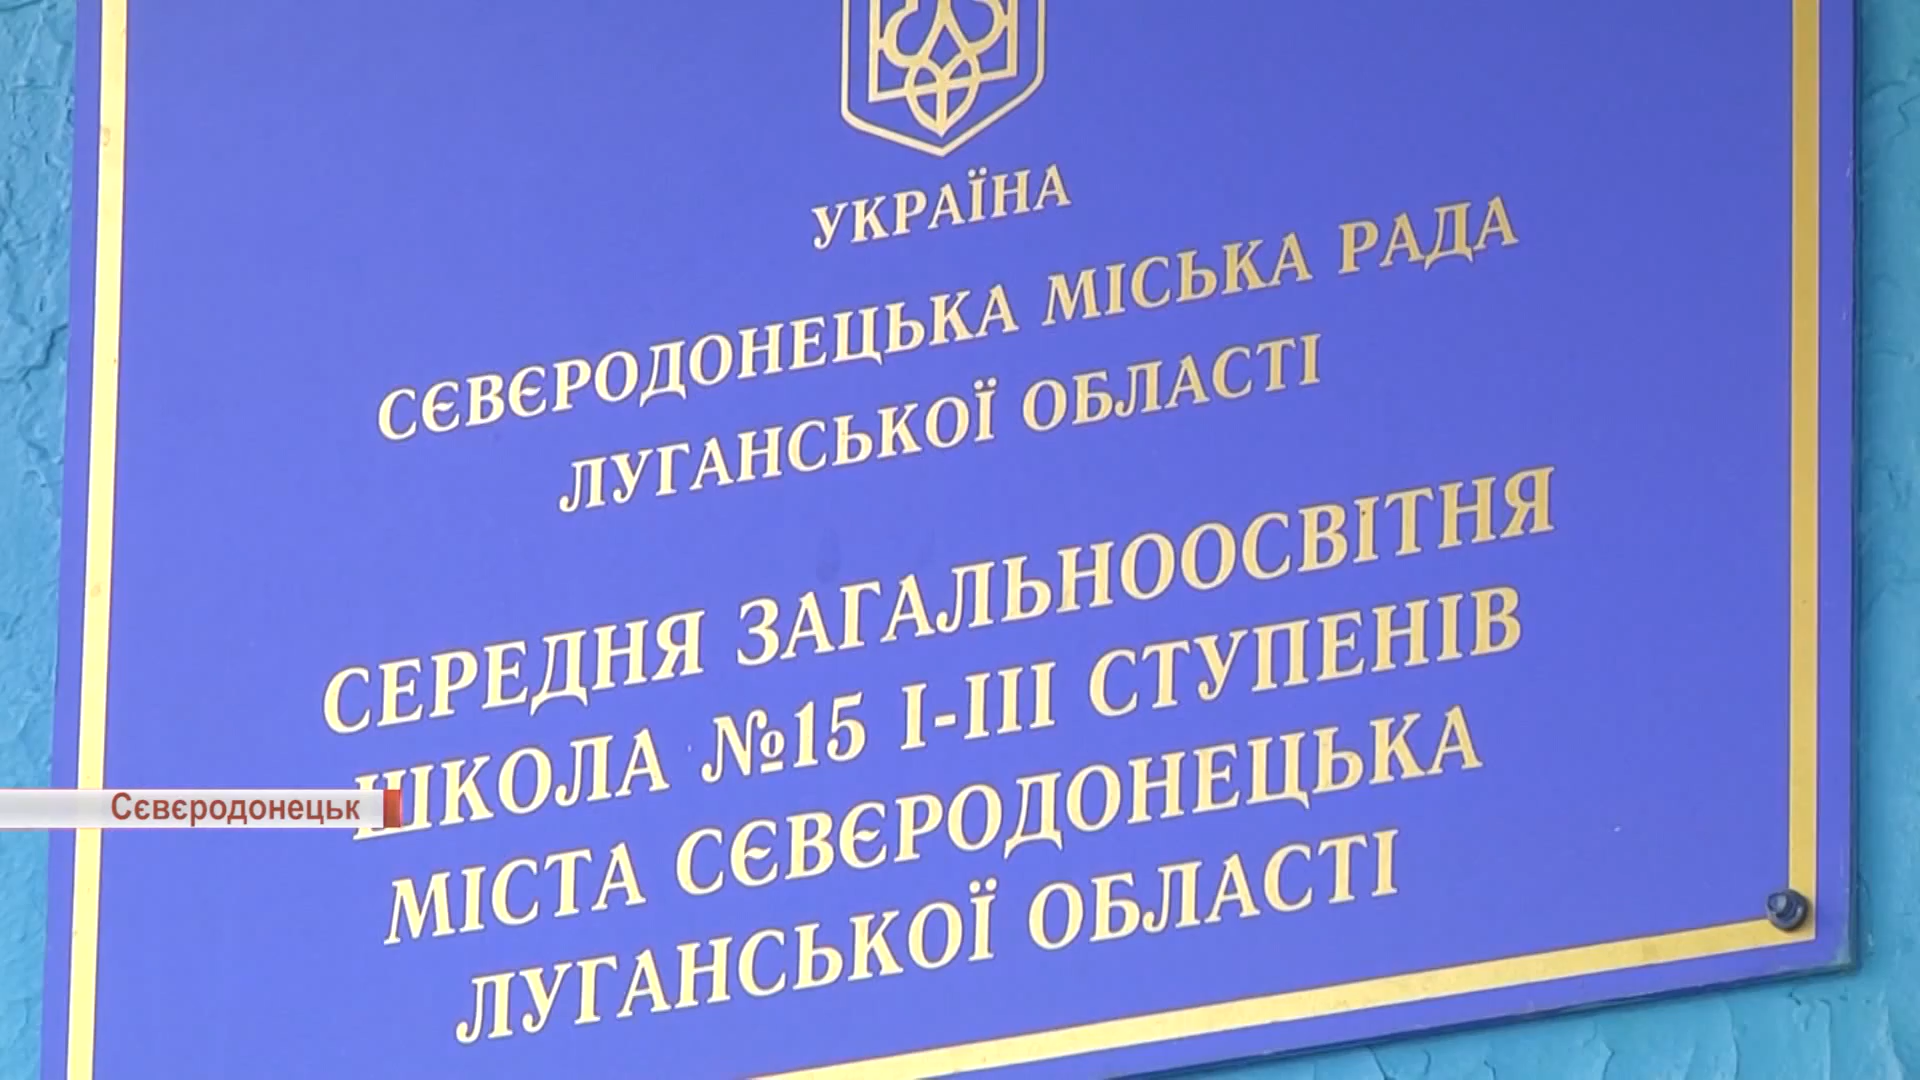 УКРАЇНА
СЄВЄРОДОНЕЦЬКА МІСЬКА РАДА
ЛУГАНСЬКОЇ ОБЛАСТІ
СЕРЕДНЯ ЗАГАЛЬНООСВІТНЯ
ШКОЛА №15 І-ІІІ СТУПЕНІВ
МІСТА СЄВЄРОДОНЕЦЬКА
ЛУГАНСЬКОЇ ОБЛАСТІ
Сєвєродонецьк